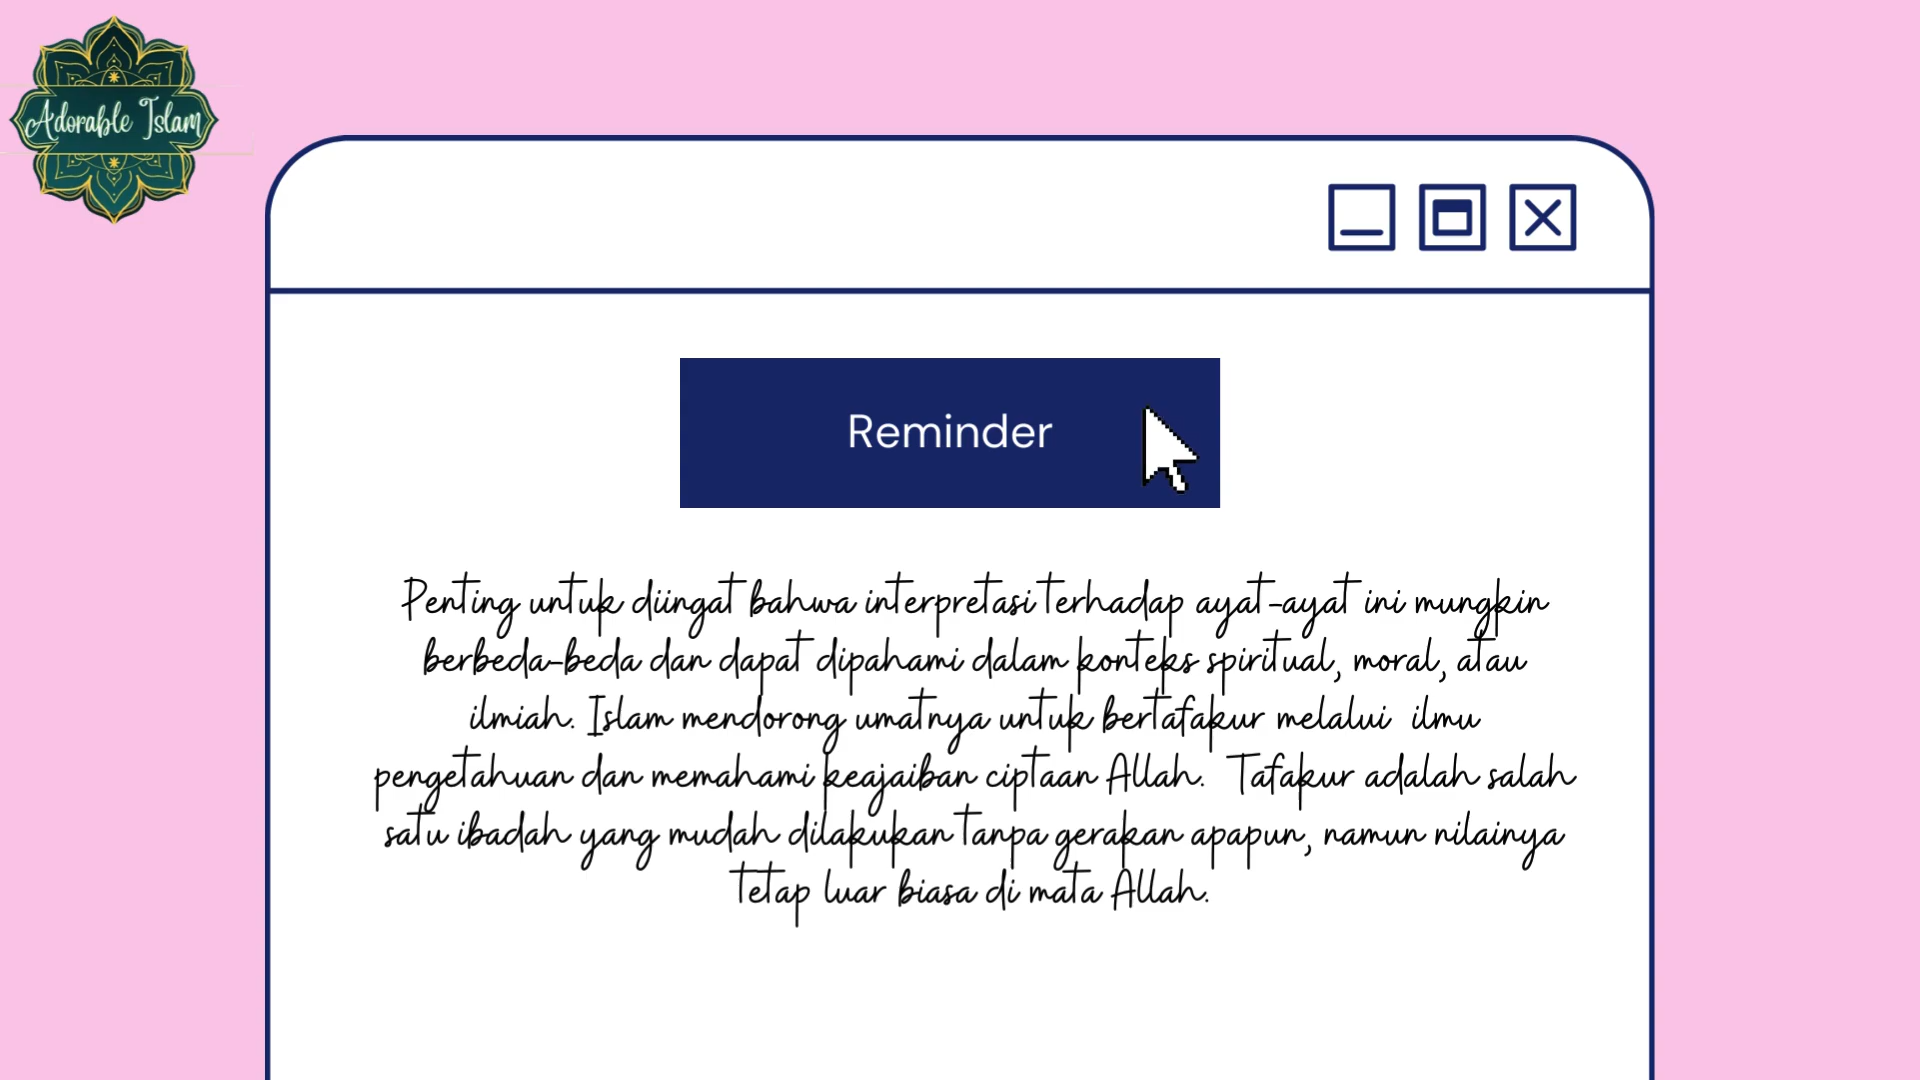 Adorable Islam
Reminder
Penting untuk diingat bahwa interpretasi terhadap ayat-ayat ini mungkin
berbeda-beda dan dapat dipahami dalam konteks spiritual, moral, atau
ilmiah. Islam mendorong umatnya untuk bertafakur melalui ilmu
pengetahuan dan memahami keajaiban ciptaan Allah. Tafakur adalah salah
satu ibadah yang mudah dilakukan tanpa gerakan apapun, namun nilainya
tetap luar biasa di mata Allah.